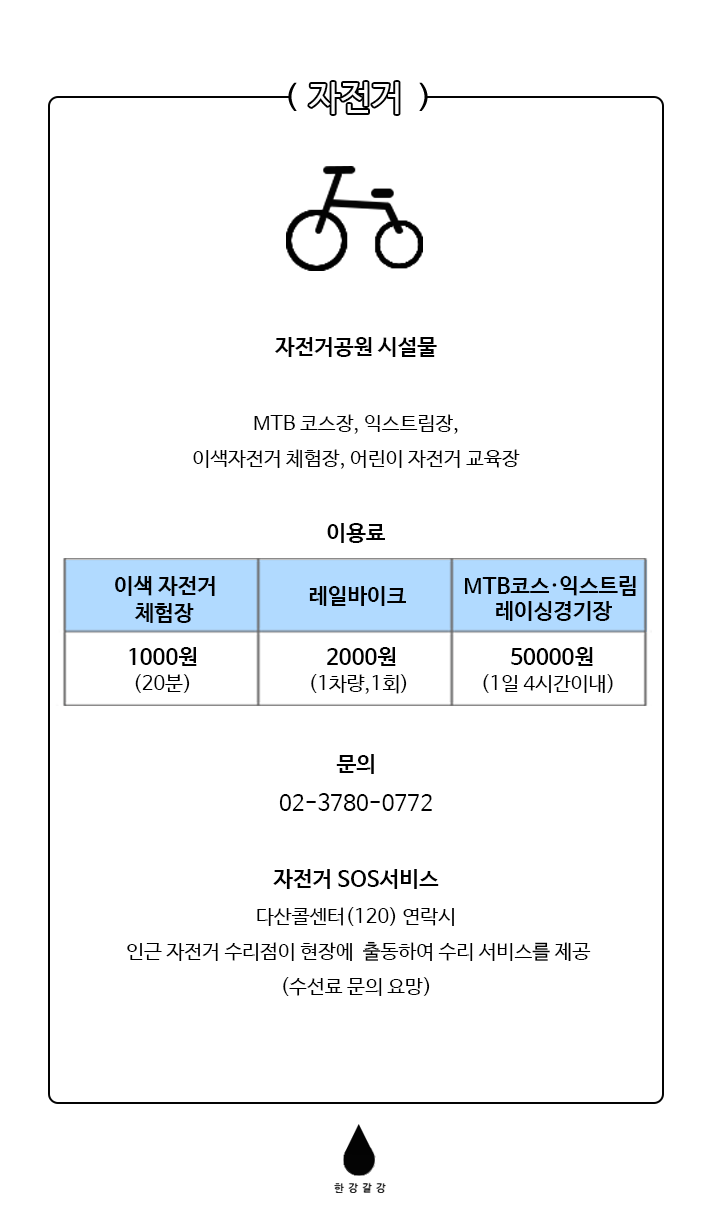 ( 자전거 )
자전거공원 시설물
MTB 코스장, 익스트림장,
이색자전거 체험장, 어린이 자전거 교육장
이용료
이색 자전거
체험장
레일바이크
MTB코스·익스트림
레이싱경기장
1000원
(20분)
2000원
(1차량,1회)
50000원
(1일 4시간이내)
문의
02-3780-0772
자전거 SOS서비스
다산콜센터(120) 연락시
인근 자전거 수리점이 현장에 출동하여 수리 서비스를 제공
(수선료 문의 요망)
한강갈강